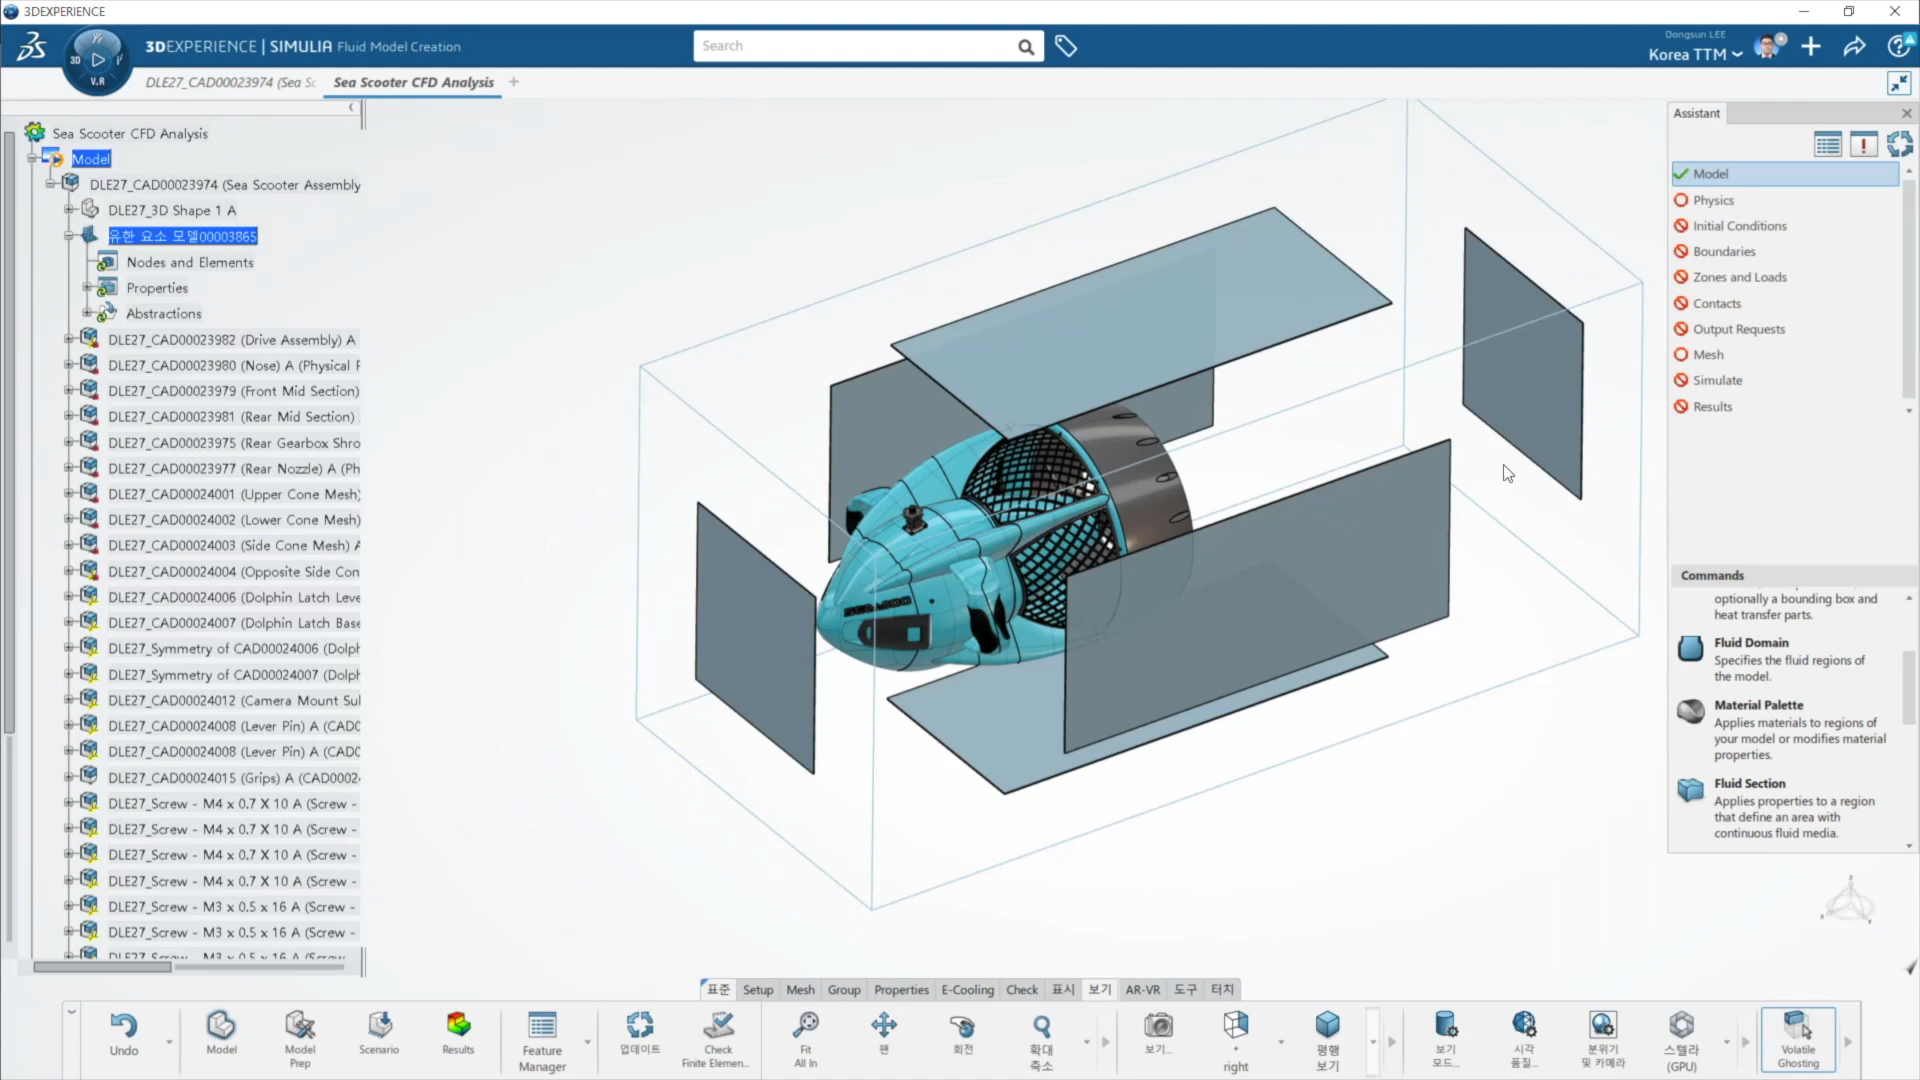 3DEXPERIENCE
3DEXPERIENCE | SIMULIA Fluid Model Creation
Search
Dongsun LEE
Korea TTM
3D
V.R
DLE27_CAD00023974 (Sea Sc
Sea Scooter CFD Analysis
Sea Scooter CFD Analysis
Model
DLE27_CAD00023974 (Sea Scooter Assembly
DLE27_3D Shape 1 A
유한 요소 모델00003865
Nodes and Elements
Properties
Abstractions
DLE27_CAD00023982 (Drive Assembly) A
DLE27_CAD00023980 (Nose) A (Physical P
DLE27_CAD00023979 (Front Mid Section)
DLE27_CAD00023981 (Rear Mid Section)
DLE27_CAD00023975 (Rear Gearbox Shro
DLE27_CAD00023977 (Rear Nozzle) A (Ph
DLE27_CAD00024001 (Upper Cone Mesh)
DLE27_CAD00024002 (Lower Cone Mesh)
DLE27_CAD00024003 (Side Cone Mesh) A
DLE27_CAD00024004 (Opposite Side Con
DLE27_CAD00024006 (Dolphin Latch Leve
DLE27_CAD00024007 (Dolphin Latch Base
DLE27_Symmetry of CAD00024006 (Dolph
DLE27_Symmetry of CAD00024007 (Dolph
DLE27_CAD00024012 (Camera Mount Sul
DLE27_CAD00024008 (Lever Pin) A (CAD0
DLE27_CAD00024008 (Lever Pin) A (CAD0
DLE27_CAD00024015 (Grips) A (CAD0002
DLE27_Screw - M4 x 0.7 X 10 A (Screw -
DLE27_Screw - M4 x 0.7 X 10 A (Screw -
DLE27_Screw - M4 x 0.7 X 10 A (Screw -
DLE27_Screw - M4 x 0.7 X 10 A (Screw -
DLE27_Screw - M3 x 0.5 x 16 A (Screw -
DLE27_Screw - M3 x 0.5 x 16 A (Screw -
DLE27_Screw - M3 x 0.5 x 16 A (Screw
Assistant
Model
Physics
Initial Conditions
Boundaries
Zones and Loads
Contacts
Output Requests
Mesh
Simulate
Results
Commands
optionally a bounding box and
heat transfer parts.
Fluid Domain
Specifies the fluid regions of
the model.
Material Palette
Applies materials to regions of
your model or modifies material
properties.
Fluid Section
Applies properties to a region
that define an area with
continuous fluid media.
표준 Setup Mesh Group Properties E-Cooling Check 표시 보기 AR-VR 도구 터치
Undo
Model
Model
Prep
Scenario
Results
Feature
Manager
업데이트
Check
Finite Elemen...
Fit
All In
팬
회전
확대
축소
보기...
*
right
평행
보기
보기
모드...
시각
품질...
분위기
및 카메라
스텔라
(GPU)
Volatile
Ghosting